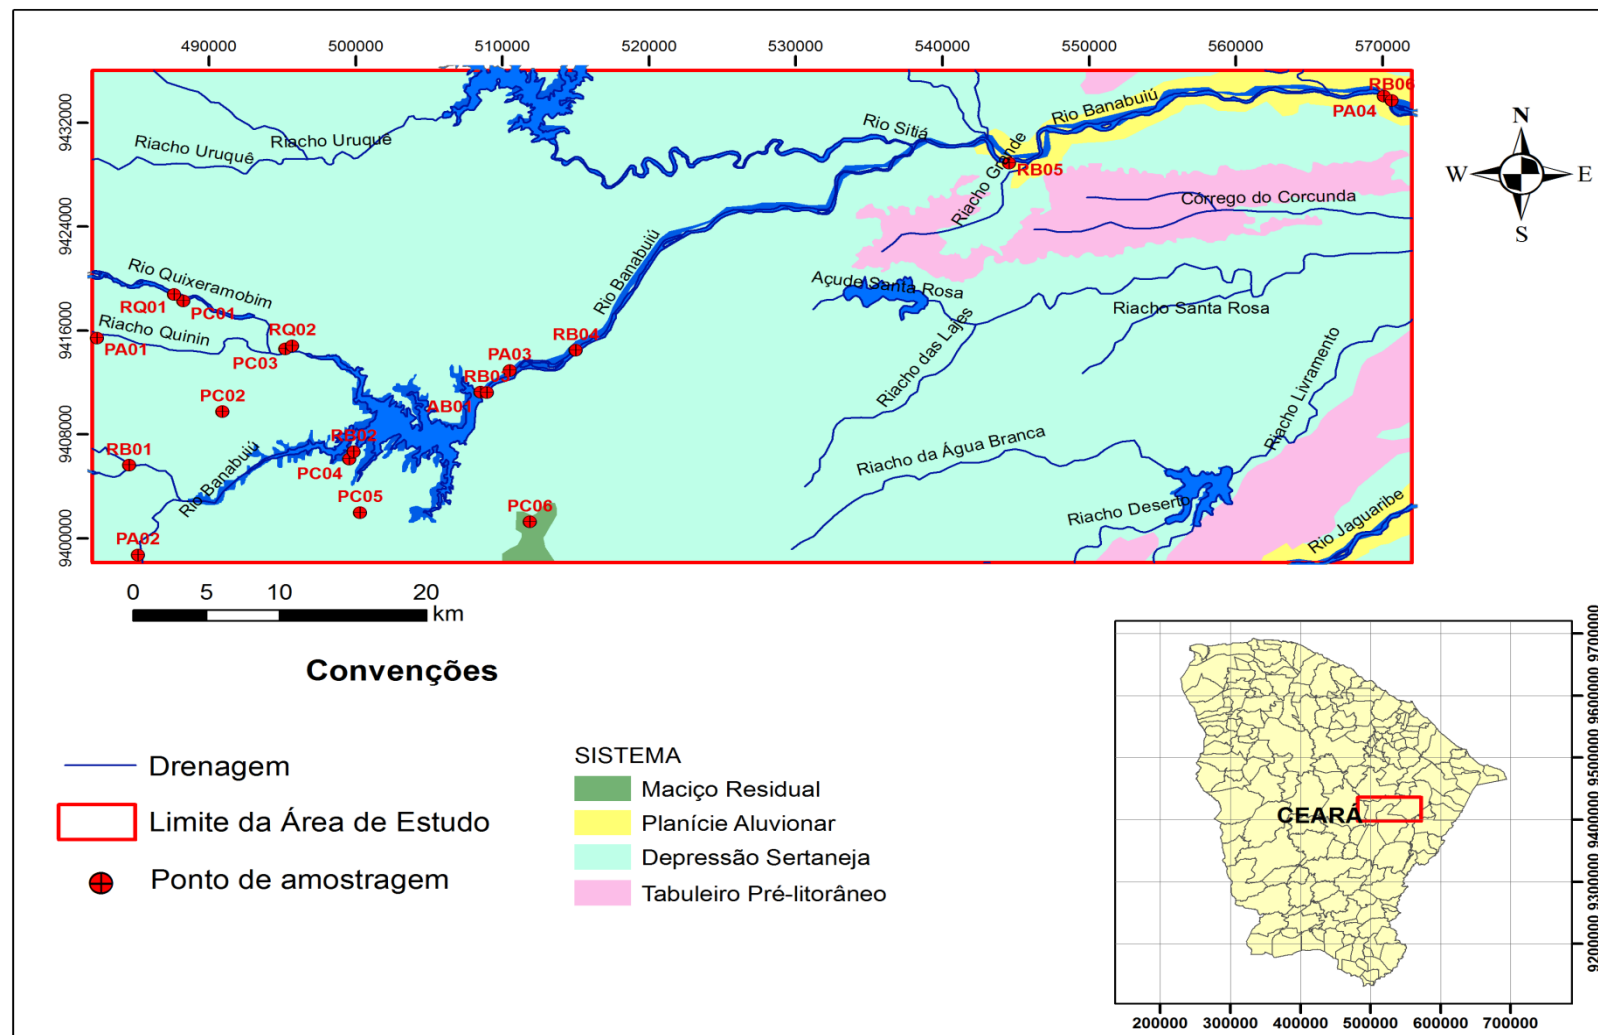 490000 500000 510000 520000 530000 540000 550000 560000 570000
9432000
9424000
9416000
9408000
9400000
RB06
PA04
Rio Banabuiú
Rio Sitiá
Riacho Uruquê
Riacho Uruquê
Riacho Grande
RB05
Córrego do Corcunda
Rio Banabuiú
Rio Quixeramobim
RQ01
PC01
Açude Santa Rosa
Riacho Santa Rosa
Riacho Quinin
RQ02
PA01
PC03
RB04
PA03
Riacho das Lajes
Riacho Livramento
PC02
AB01
RB02
RB01
Rio Banabuiú
PC04
Riacho da Água Branca
PC05
PC06
Riacho Deserto
Rio Jaguaribe
PA02
N
W E
S
0 5 10 20
km
Convenções
Drenagem
Limite da Área de Estudo
Ponto de amostragem
SISTEMA
Maciço Residual
Planície Aluvionar
Depressão Sertaneja
Tabuleiro Pré-litorâneo
CEARÁ
9700000
9600000
9500000
9400000
9300000
9200000
200000 300000 400000 500000 600000 700000